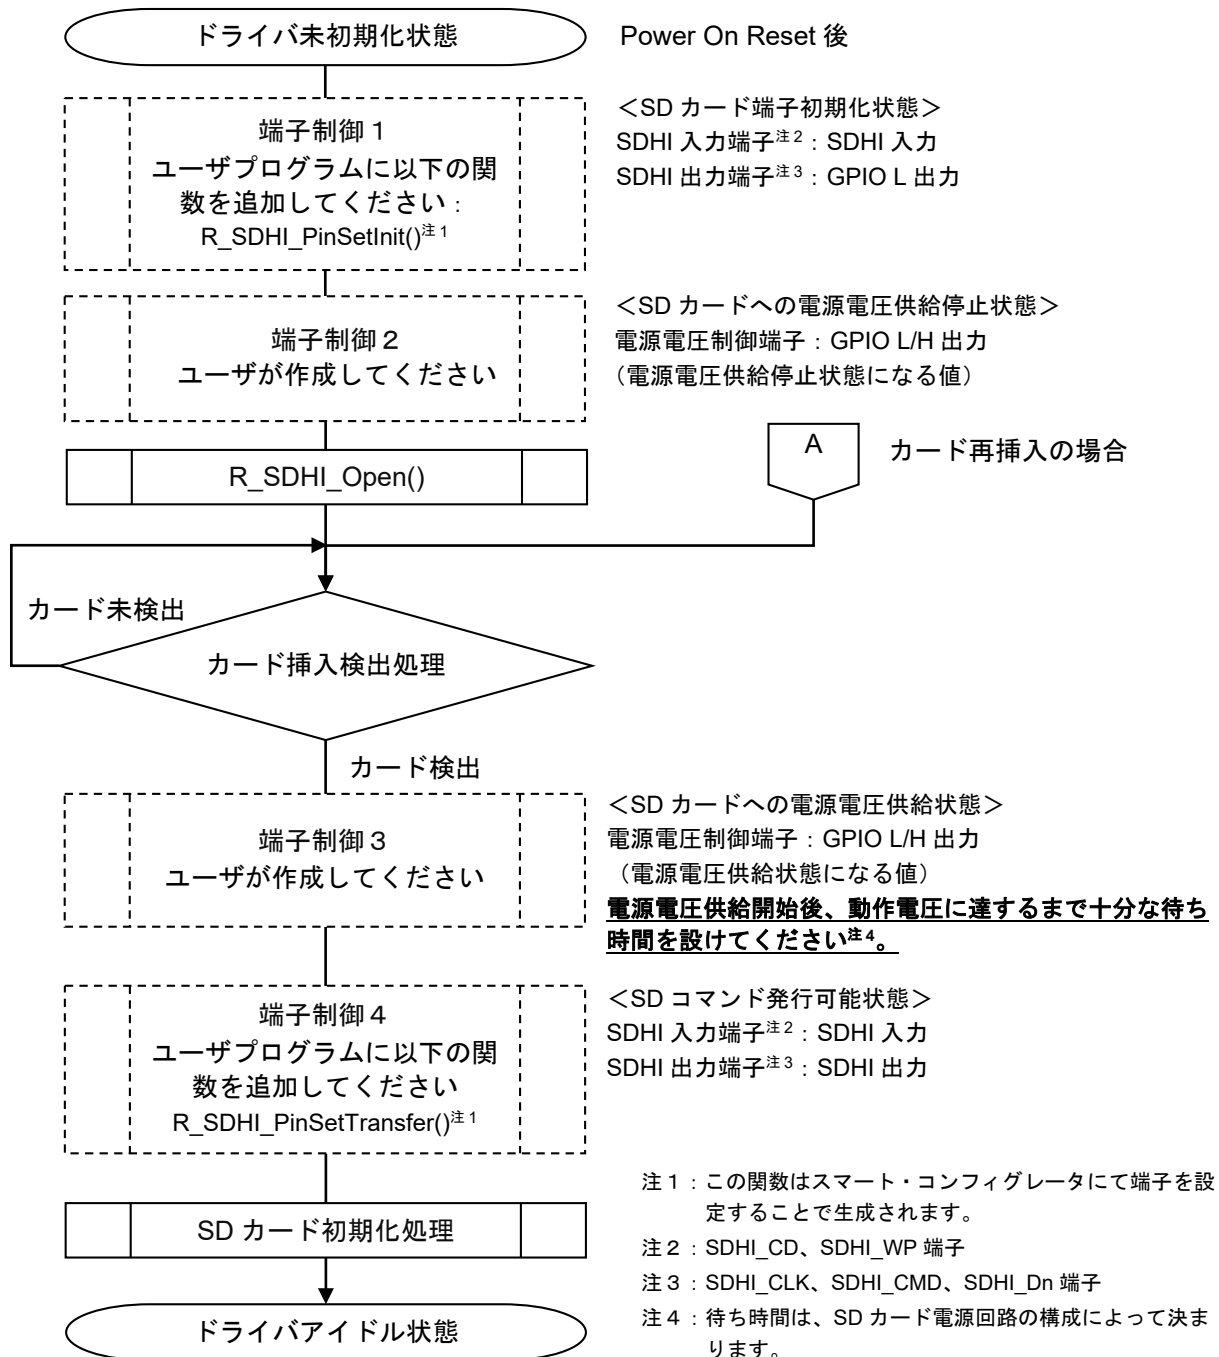 ドライバ未初期化状態
Power On Reset 後
端子制御１
ユーザプログラムに以下の関
数を追加してください：
R_SDHI_PinSetInit()注１
＜SD カード端子初期化状態＞
SDHI 入力端子注２：SDHI 入力
SDHI 出力端子注３：GPIO L 出力
端子制御２
ユーザが作成してください
＜SD カードへの電源電圧供給停止状態＞
電源電圧制御端子：GPIO L/H 出力
（電源電圧供給停止状態になる値）
R_SDHI_Open()
A
カード再挿入の場合
カード未検出
カード挿入検出処理
カード検出
端子制御３
ユーザが作成してください
＜SD カードへの電源電圧供給状態＞
電源電圧制御端子：GPIO L/H 出力
（電源電圧供給状態になる値）
電源電圧供給開始後、動作電圧に達するまで十分な待ち
時間を設けてください注４。
端子制御４
ユーザプログラムに以下の関
数を追加してください
R_SDHI_PinSetTransfer()注１
＜SD コマンド発行可能状態＞
SDHI 入力端子注２：SDHI 入力
SDHI 出力端子注３：SDHI 出力
SD カード初期化処理
ドライバアイドル状態
注１：この関数はスマート・コンフィグレータにて端子を設
定することで生成されます。
注２：SDHI_CD、SDHI_WP 端子
注３：SDHI_CLK、SDHI_CMD、SDHI_Dn 端子
注４：待ち時間は、SD カード電源回路の構成によって決ま
ります。